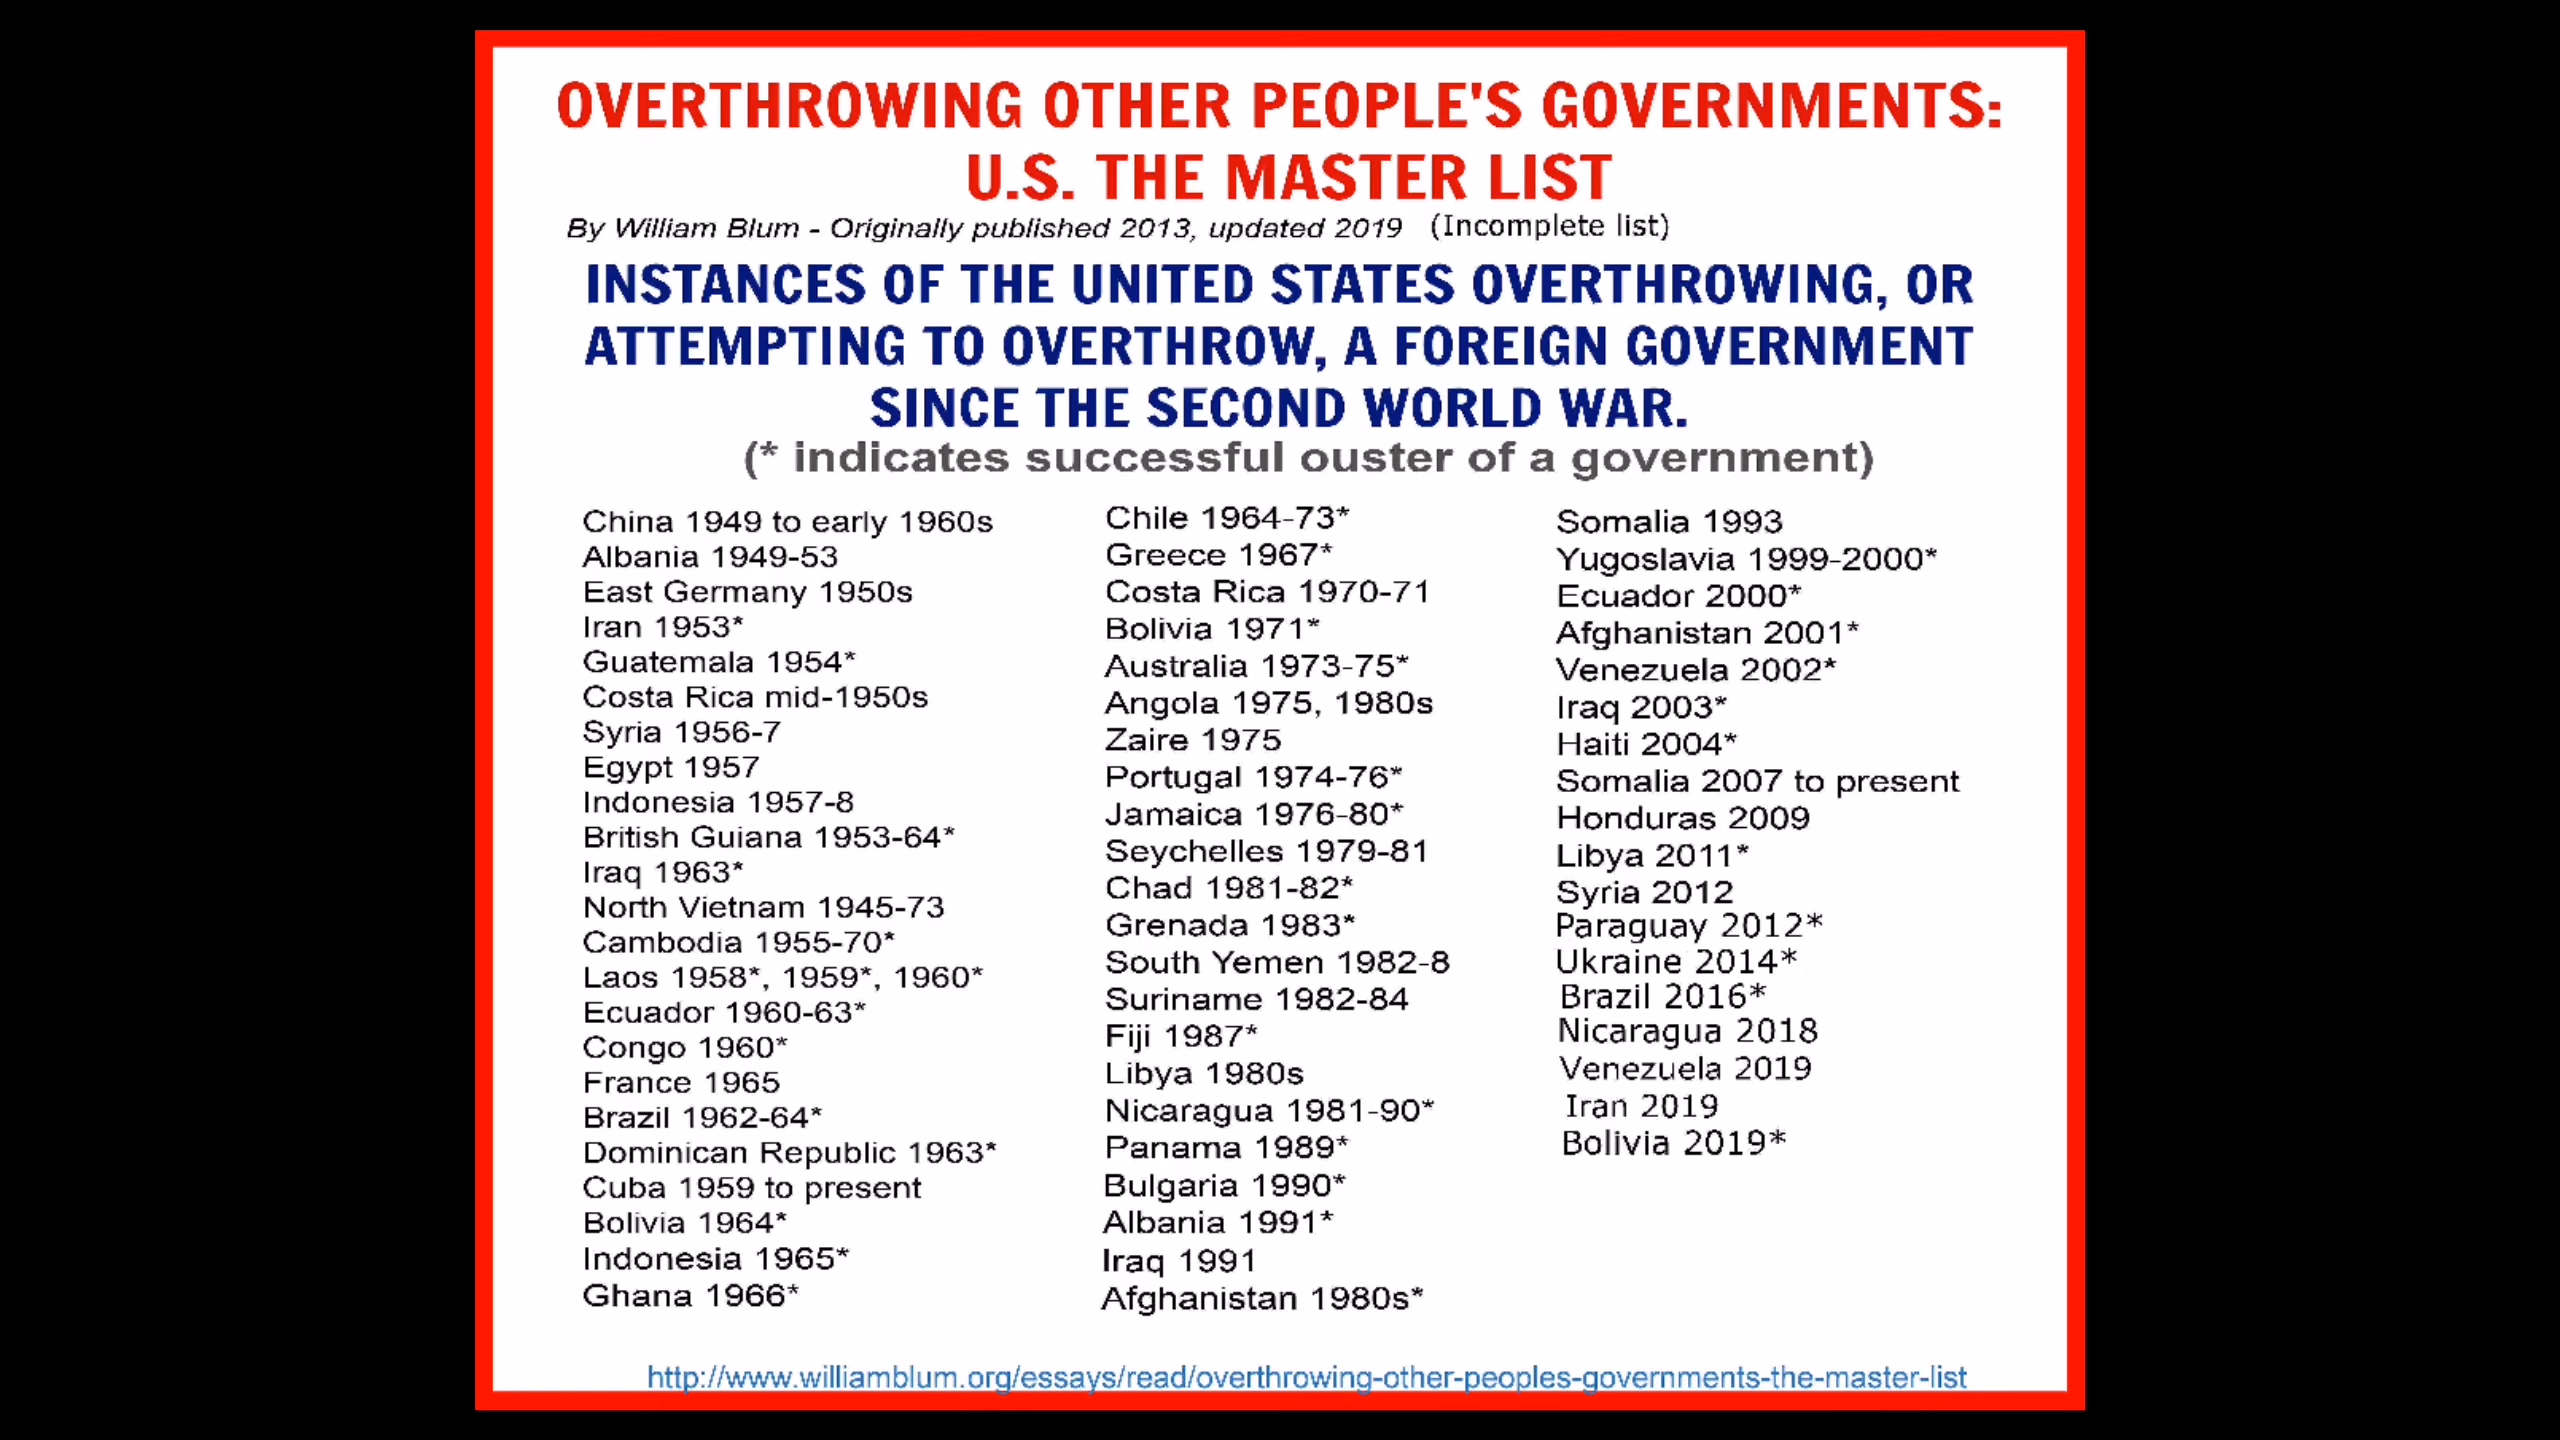 OVERTHROWING OTHER PEOPLE'S GOVERNMENTS:
U.S. THE MASTER LIST
By William Blum - Originally published 2013, updated 2019 (Incomplete list)
INSTANCES OF THE UNITED STATES OVERTHROWING, OR
ATTEMPTING TO OVERTHROW, A FOREIGN GOVERNMENT
SINCE THE SECOND WORLD WAR.
(* indicates successful ouster of a government)
China 1949 to early 1960s
Albania 1949-53
East Germany 1950s
Iran 1953*
Guatemala 1954*
Costa Rica mid-1950s
Syria 1956-7
Egypt 1957
Indonesia 1957-8
British Guiana 1953-64*
Iraq 1963*
North Vietnam 1945-73
Cambodia 1955-70*
Laos 1958*, 1959*, 1960*
Ecuador 1960-63*
Congo 1960*
France 1965
Brazil 1962-64*
Dominican Republic 1963*
Cuba 1959 to present
Bolivia 1964*
Indonesia 1965*
Ghana 1966*
Chile 1964-73*
Greece 1967*
Costa Rica 1970-71
Bolivia 1971*
Australia 1973-75*
Angola 1975, 1980s
Zaire 1975
Portugal 1974-76*
Jamaica 1976-80*
Seychelles 1979-81
Chad 1981-82*
Grenada 1983*
South Yemen 1982-8
Suriname 1982-84
Fiji 1987*
Libya 1980s
Nicaragua 1981-90*
Panama 1989*
Bulgaria 1990*
Albania 1991*
Iraq 1991
Afghanistan 1980s*
Somalia 1993
Yugoslavia 1999-2000*
Ecuador 2000*
Afghanistan 2001*
Venezuela 2002*
Iraq 2003*
Haiti 2004*
Somalia 2007 to present
Honduras 2009
Libya 2011*
Syria 2012
Paraguay 2012*
Ukraine 2014*
Brazil 2016*
Nicaragua 2018
Venezuela 2019
Iran 2019
Bolivia 2019*
http://www.williamblum.org/essays/read/overthrowing-other-peoples-governments-the-master-list